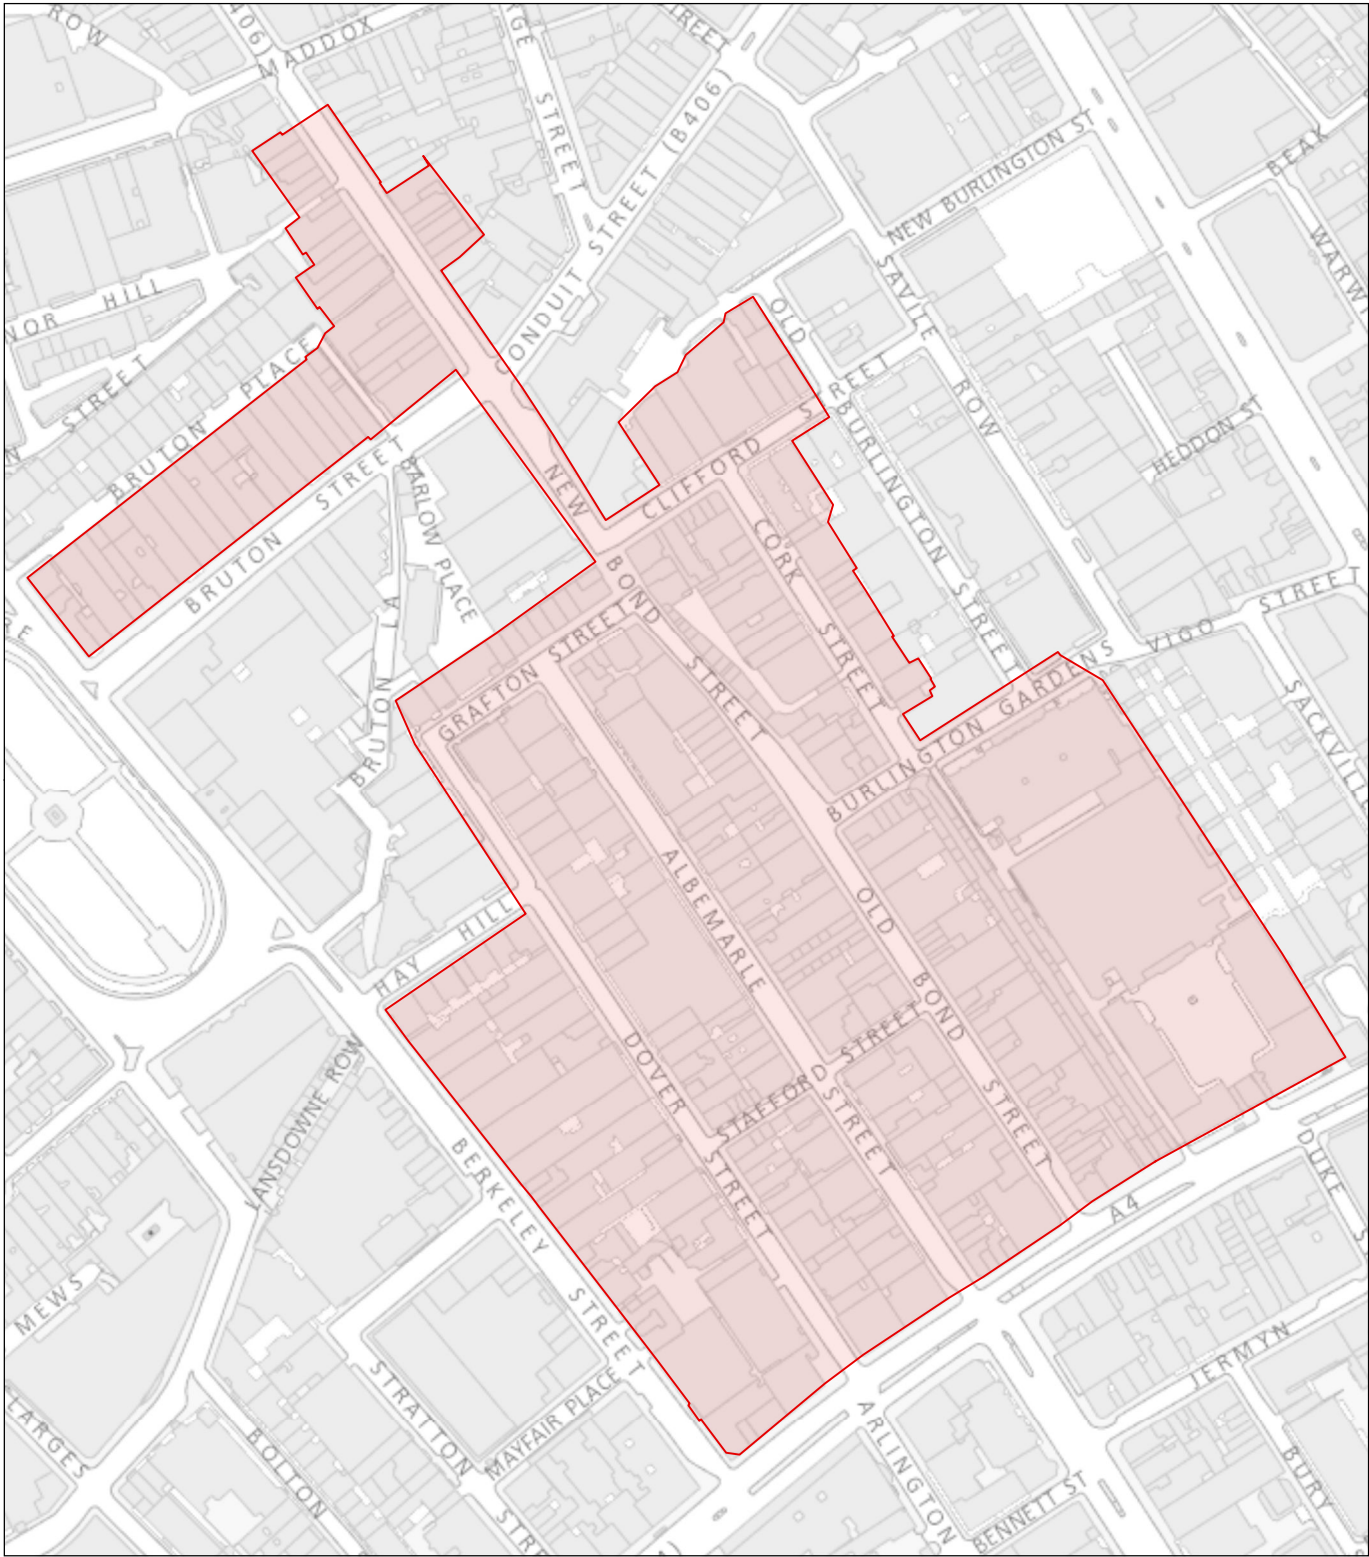 ROW
406)
MADDOX
STREET
STREET
CONDUIT STREET (B406)
NEW BURLINGTON ST
BEAK
WARW
SAVILE ROW
HILL
STREET
BRUTON PLACE
OLD BURLINGTON STREET
HEDDON ST
CLIFFORD STREET
CORK STREET
NEW BOND STREET
BRUTON STREET
BARLOW PLACE
BRUTON LA
GRAFTON STREET
VIGO STREET
BURLINGTON GARDENS
SACKVILL
ALBEMARLE STREET
OLD BOND STREET
HAY HILL
DOVER STREET
STAFFORD STREET
LANSDOWNE ROW
BERKELEY STREET
A4
DUKE S
MEWS
JERMYN
STRATTON STRE
MAYFAIR PLACE
ARLINGTON
BENNETT ST
BURY
LARGES
BOLTON